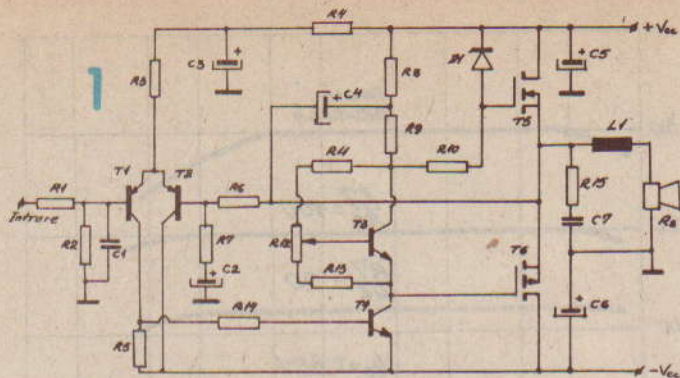 1
R4
+Vcc
R3
C3
+
R8
D1
+
C5
C4
+
T5
R9
L1
T1
T2
R11
R10
R1
R6
R15
Intrare
T3
Rs
R2
C1
R7
R12
T6
C7
C2
+
R13
+
C6
R14
T4
R5
-Vcc